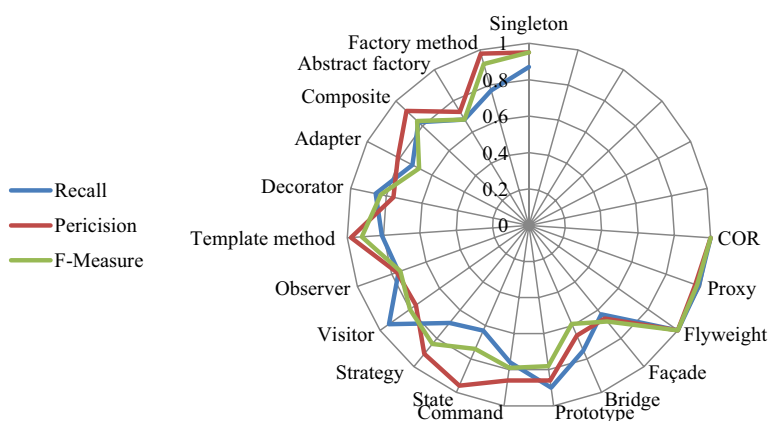 Singleton
Factory method
Abstract factory
Composite
Adapter
Decorator
Template method
Observer
Visitor
Strategy
State
Command
Prototype
Bridge
Façade
Flyweight
Proxy
COR
1
0.8
0.6
0.4
0.2
0
Recall
Pericision
F-Measure